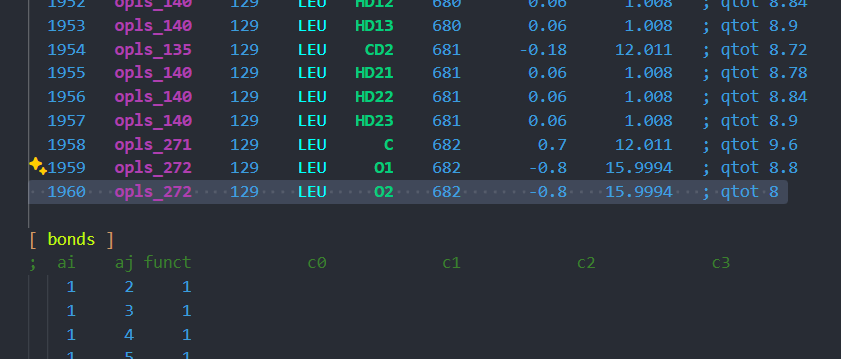 1952 opls_140 129 LEU HD12 680 0.06 1.008 ; qtot 8.84
1953 opls_140 129 LEU HD13 680 0.06 1.008 ; qtot 8.9
1954 opls_135 129 LEU CD2 681 -0.18 12.011 ; qtot 8.72
1955 opls_140 129 LEU HD21 681 0.06 1.008 ; qtot 8.78
1956 opls_140 129 LEU HD22 681 0.06 1.008 ; qtot 8.84
1957 opls_140 129 LEU HD23 681 0.06 1.008 ; qtot 8.9
1958 opls_271 129 LEU C 682 0.7 12.011 ; qtot 9.6
1959 opls_272 129 LEU O1 682 -0.8 15.9994 ; qtot 8.8
1960 opls_272 129 LEU O2 682 -0.8 15.9994 ; qtot 8
[ bonds ]
; ai aj funct c0 c1 c2 c3
1 2 1
1 3 1
1 4 1
1 5 1